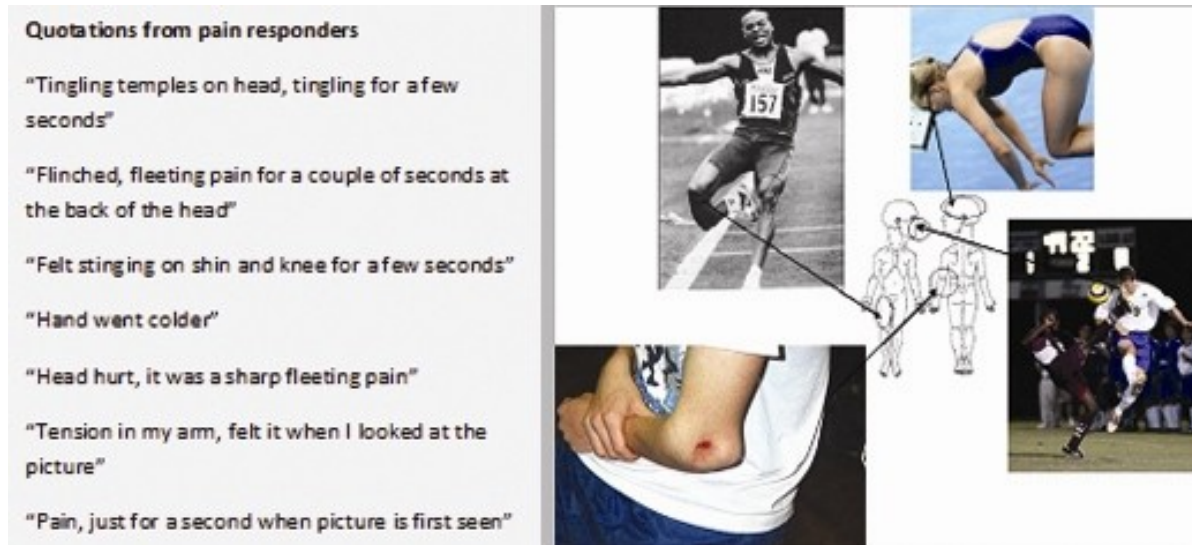 Quotations from pain responders
“Tingling temples on head, tingling for a few
seconds”
“Flinched, fleeting pain for a couple of seconds at
the back of the head”
“Felt stinging on shin and knee for a few seconds”
“Hand went colder”
“Head hurt, it was a sharp fleeting pain”
“Tension in my arm, felt it when I looked at the
picture”
“Pain, just for a second when picture is first seen”
157